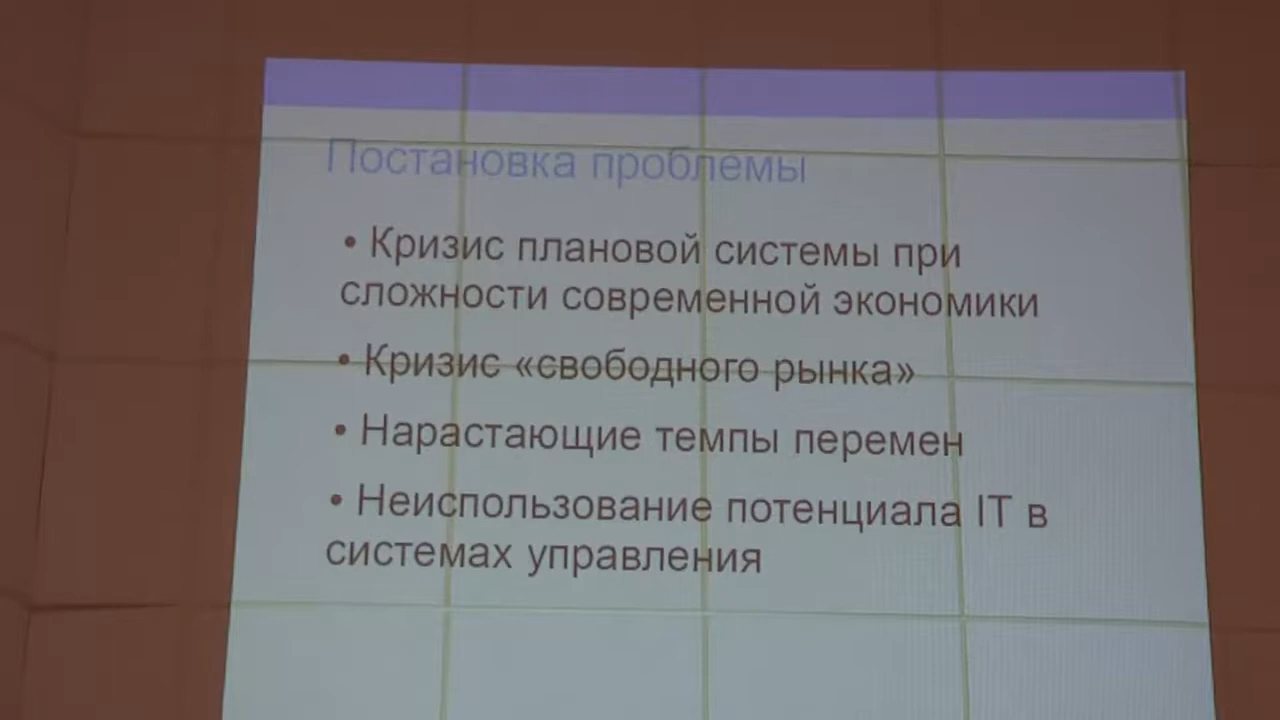 Постановка проблемы
• Кризис плановой системы при
сложности современной экономики
• Кризис «свободного рынка»
• Нарастающие темпы перемен
• Неиспользование потенциала IT в
системах управления